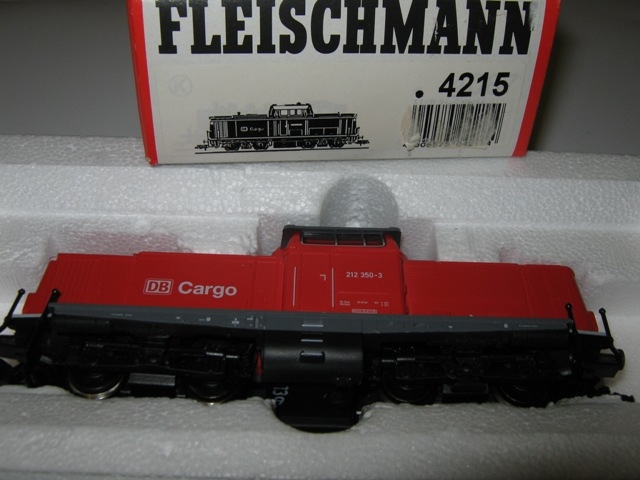 FLEISCHMANN
. 4215
DB Cargo
DB Cargo
212 350-3